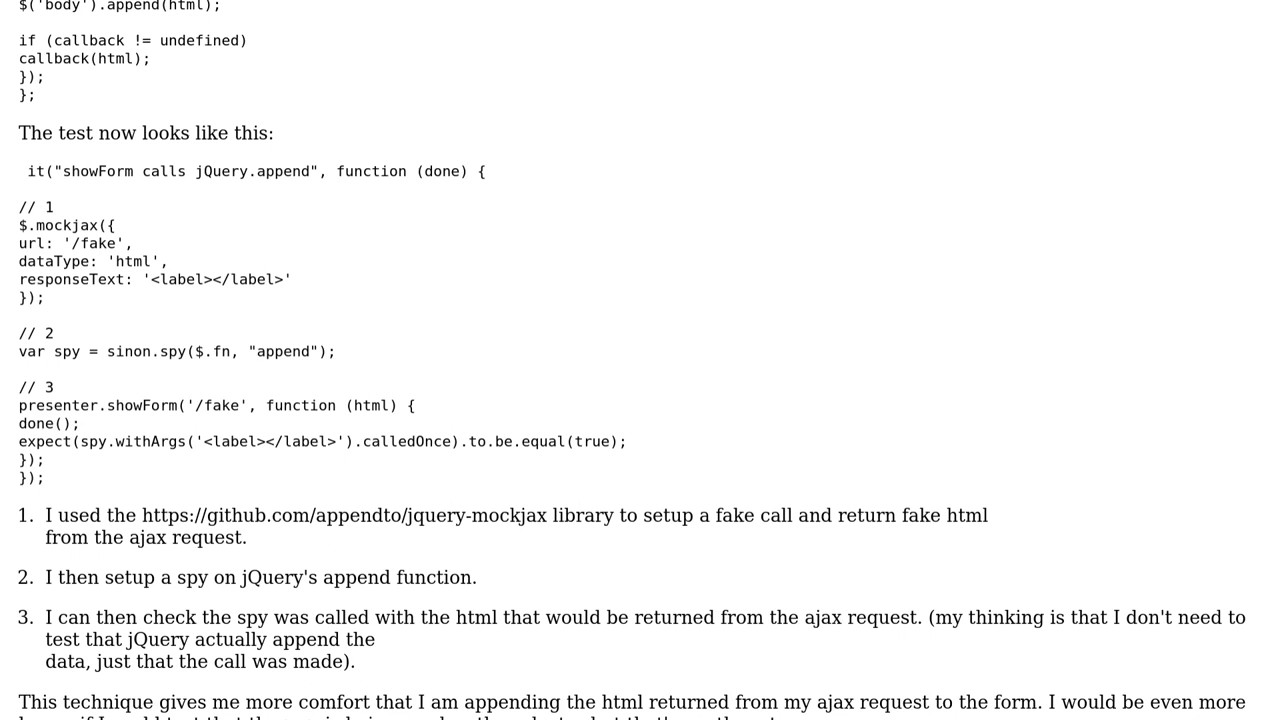 $('body').append(html);
if (callback != undefined)
callback(html);
});
};
The test now looks like this:
it("showForm calls jQuery.append", function (done) {
// 1
$.mockjax({
url: '/fake',
dataType: 'html',
responseText: '<label></label>'
});
// 2
var spy = sinon.spy($.fn, "append");
// 3
presenter.showForm('/fake', function (html) {
done();
expect(spy.withArgs('<label></label>').calledOnce).to.be.equal(true);
});
});
1. I used the https://github.com/appendto/jquery-mockjax library to setup a fake call and return fake html
from the ajax request.
2. I then setup a spy on jQuery's append function.
3. I can then check the spy was called with the html that would be returned from the ajax request. (my thinking is that I don't need to
test that jQuery actually append the
data, just that the call was made).
This technique gives me more comfort that I am appending the html returned from my ajax request to the form. I would be even more